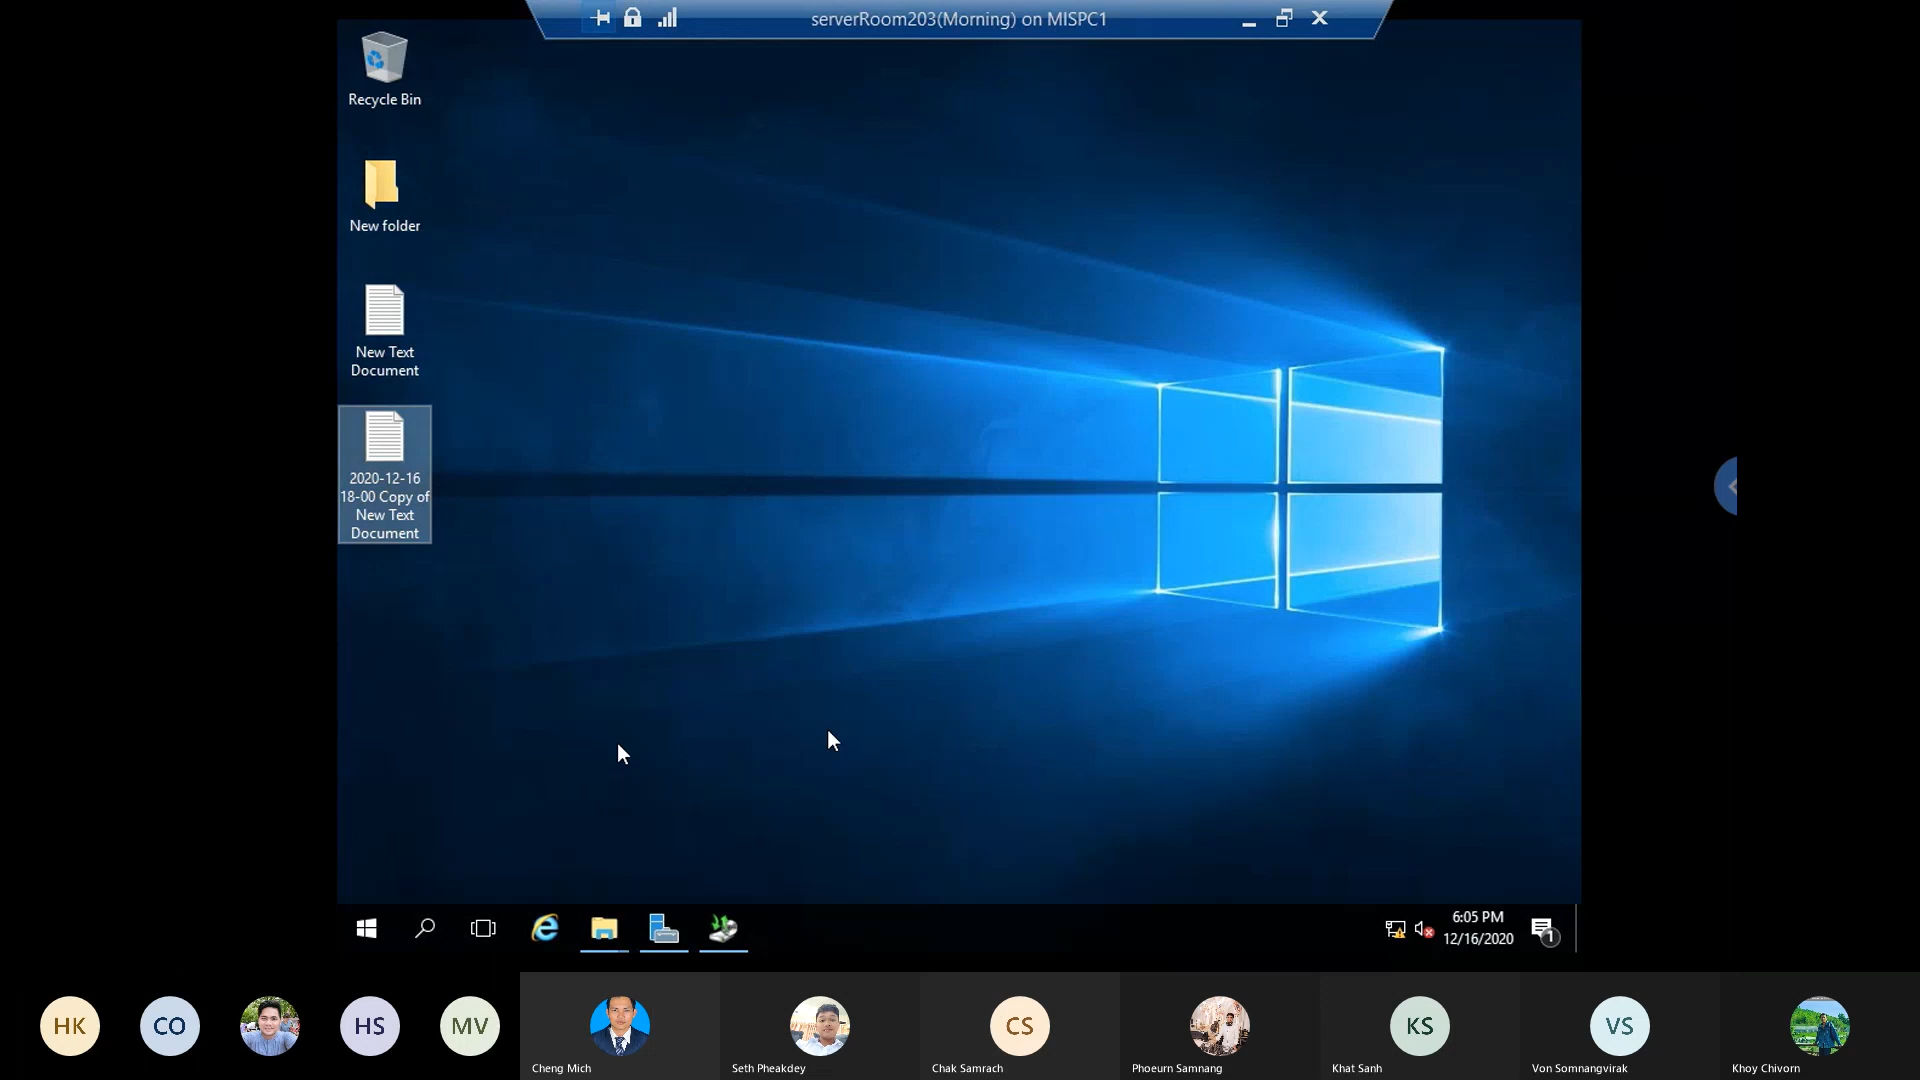 serverRoom203(Morning) on MISPC1
Recycle Bin
New folder
New Text
Document
2020-12-16
18-00 Copy of
New Text
Document
6:05 PM
12/16/2020
1
HK
CO
HS
MV
CS
KS
VS
Cheng Mich
Seth Pheakdey
Chak Samrach
Phoeurn Samnang
Khat Sanh
Von Somnangvirak
Khoy Chivorn